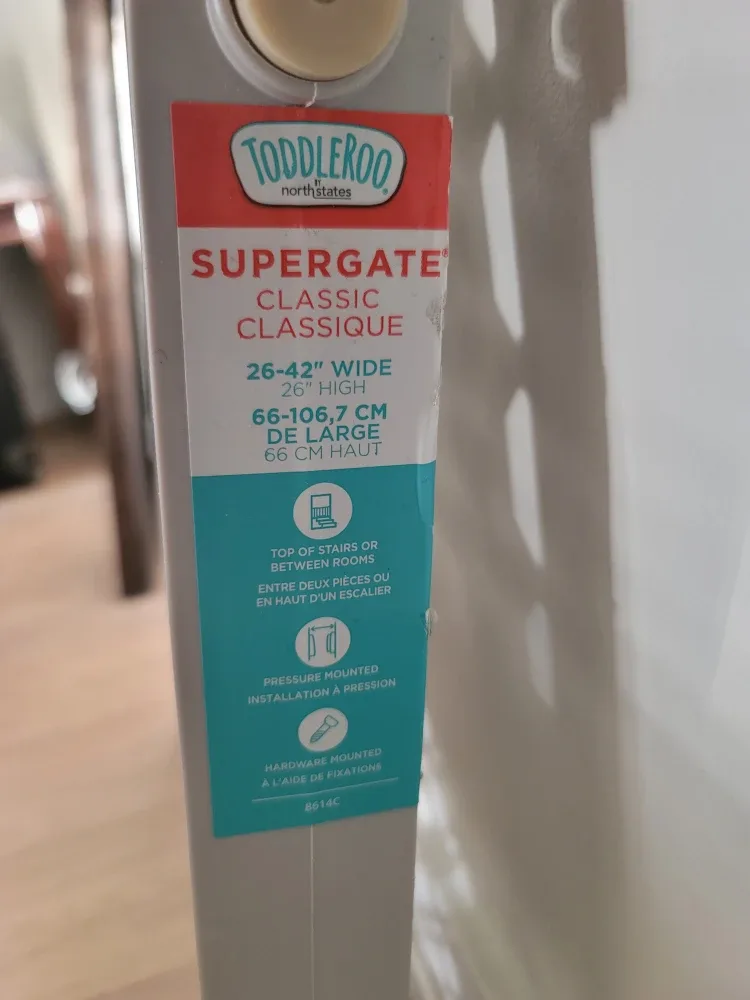 TODDLEROO®
BY
northstates
SUPERGATE®
CLASSIC
CLASSIQUE
26-42" WIDE
26" HIGH
66-106,7 CM
DE LARGE
66 CM HAUT
TOP OF STAIRS OR
BETWEEN ROOMS
ENTRE DEUX PIÈCES OU
EN HAUT D'UN ESCALIER
PRESSURE MOUNTED
INSTALLATION À PRESSION
HARDWARE MOUNTED
À L'AIDE DE FIXATIONS
8614C